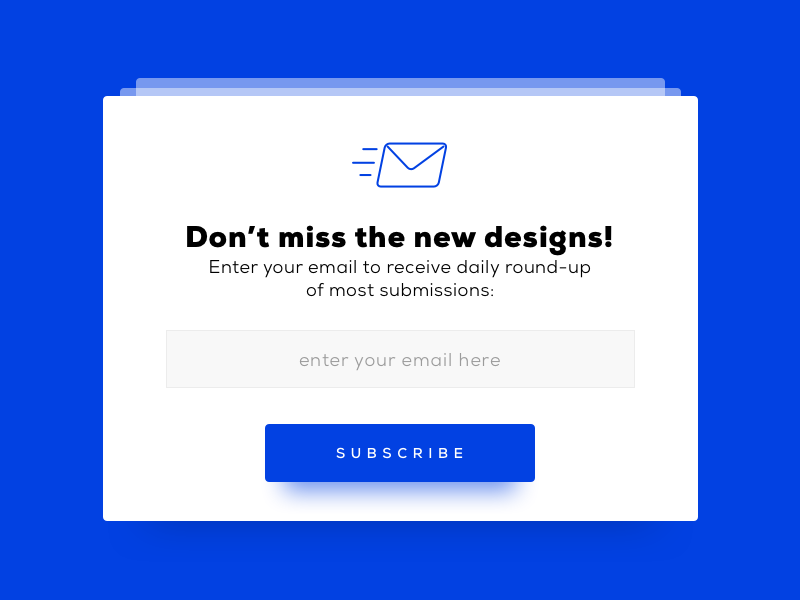 Don’t miss the new designs!
Enter your email to receive daily round-up
of most submissions:
enter your email here
SUBSCRIBE